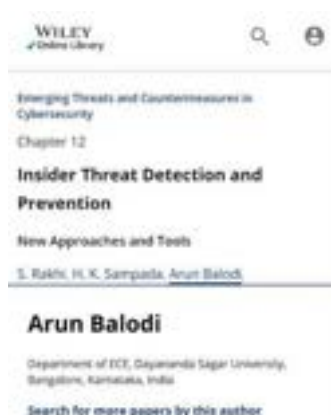 WILEY
Online Library
Emerging Threats and Countermeasures in
Cybersecurity
Chapter 12
Insider Threat Detection and
Prevention
New Approaches and Tools
S. Rakhi, H. K. Sampada, Arun Balodi
Arun Balodi
Department of ECE, Dayananda Sagar University,
Bangalore, Karnataka, India
Search for more papers by this author